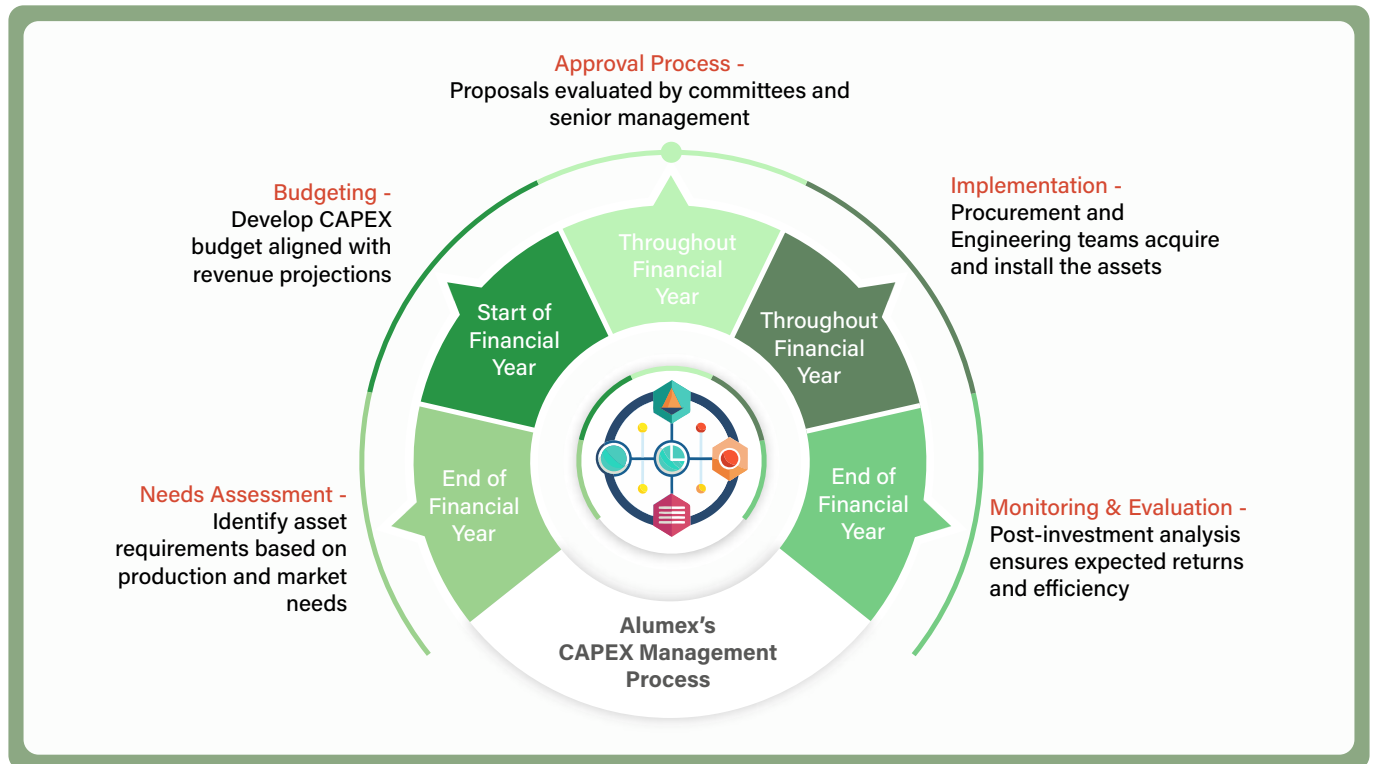 Approval Process -
Proposals evaluated by committees and
senior management
Budgeting -
Develop CAPEX
budget aligned with
revenue projections
Implementation -
Procurement and
Engineering teams acquire
and install the assets
Throughout
Financial
Year
Start of
Financial
Year
Throughout
Financial
Year
Needs Assessment -
Identify asset
requirements based on
production and market
needs
End of
Financial
Year
End of
Financial
Year
Monitoring & Evaluation -
Post-investment analysis
ensures expected returns
and efficiency
Alumex’s
CAPEX Management
Process